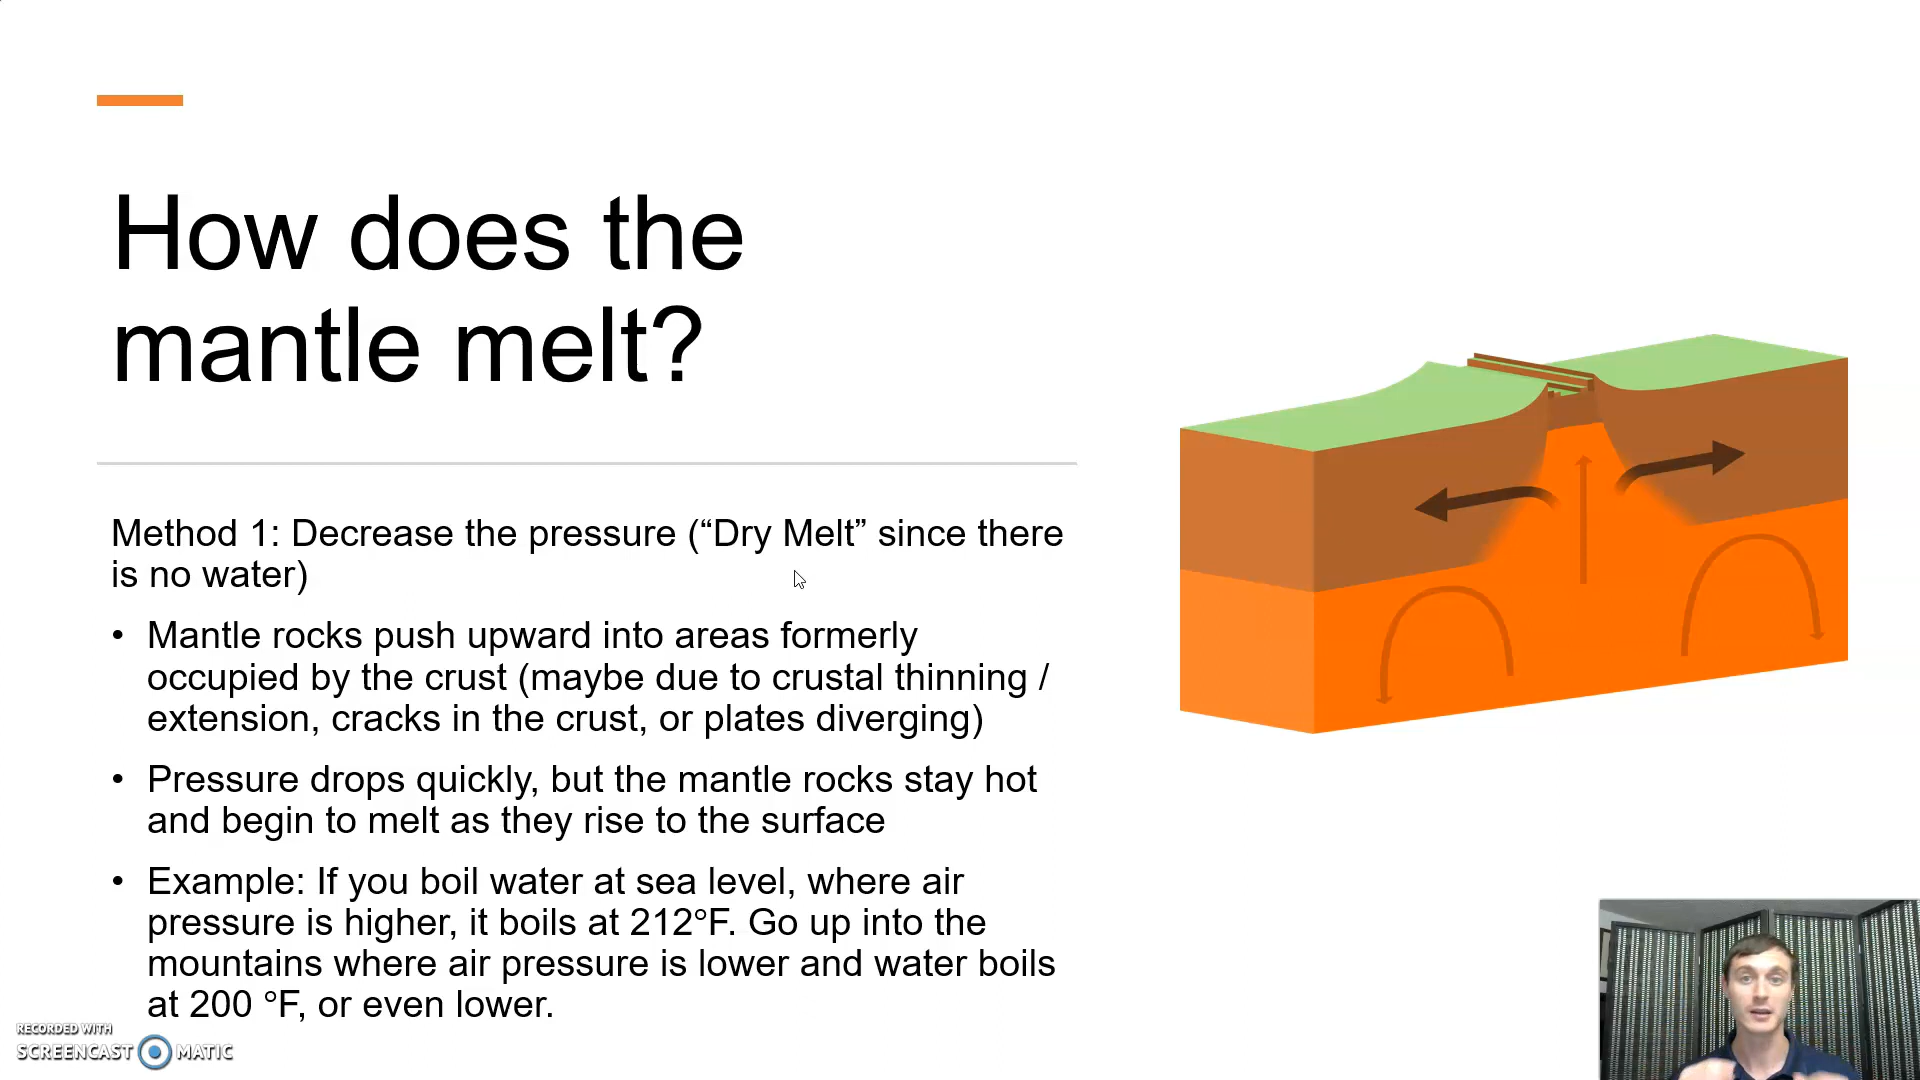 How does the
mantle melt?
Method 1: Decrease the pressure (“Dry Melt” since there
is no water)
• Mantle rocks push upward into areas formerly
occupied by the crust (maybe due to crustal thinning /
extension, cracks in the crust, or plates diverging)
• Pressure drops quickly, but the mantle rocks stay hot
and begin to melt as they rise to the surface
• Example: If you boil water at sea level, where air
pressure is higher, it boils at 212°F. Go up into the
mountains where air pressure is lower and water boils
at 200 °F, or even lower.
RECORDED WITH
SCREENCAST MATIC